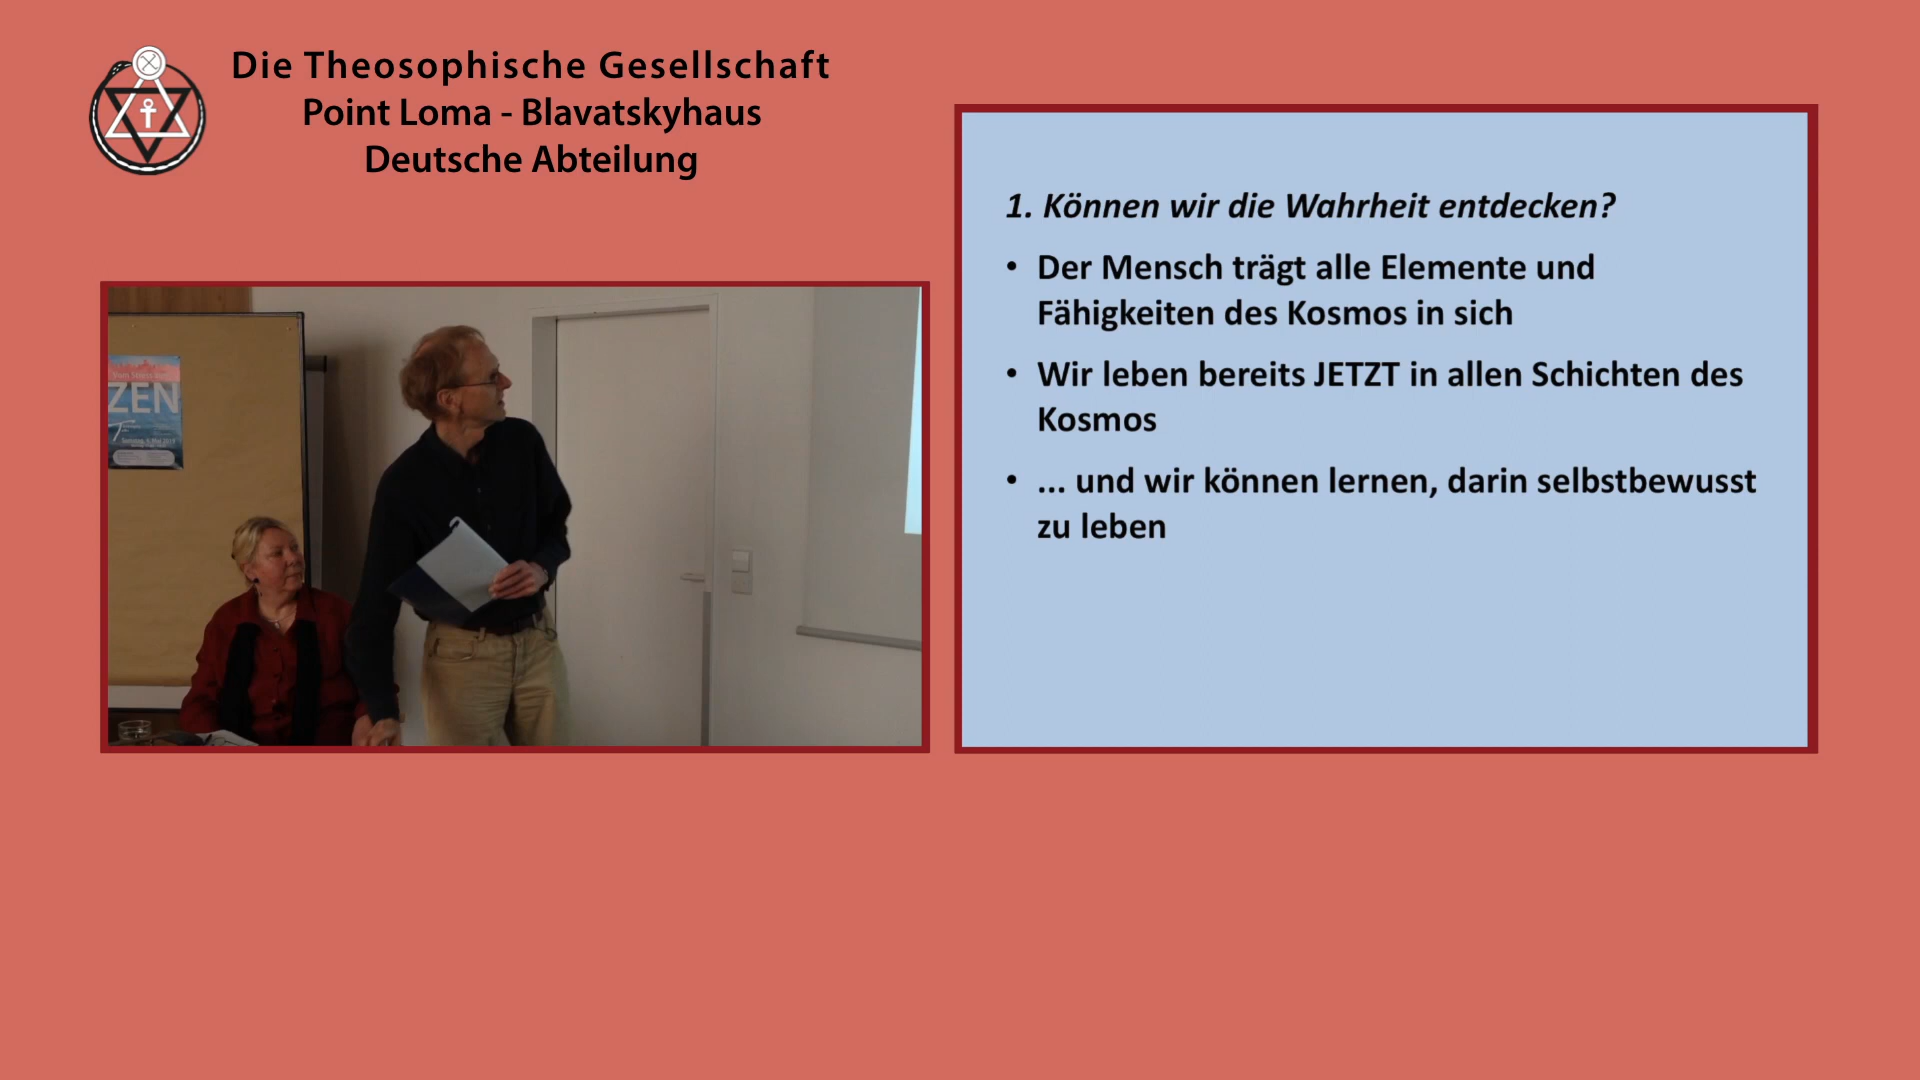 Die Theosophische Gesellschaft
Point Loma - Blavatskyhaus
Deutsche Abteilung
1. Können wir die Wahrheit entdecken?
• Der Mensch trägt alle Elemente und
Fähigkeiten des Kosmos in sich
• Wir leben bereits JETZT in allen Schichten des
Kosmos
• ... und wir können lernen, darin selbstbewusst
zu leben
ZEN